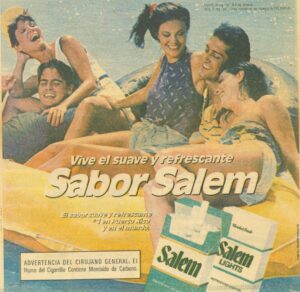 Vive el suave y refrescante
Sabor Salem
El sabor suave y refrescante
#1 en Puerto Rico
y en el mundo.
ADVERTENCIA DEL CIRUJANO GENERAL: El
Humo del Cigarrillo Contiene Monóxido de Carbono.
Salem
Salem
LIGHTS